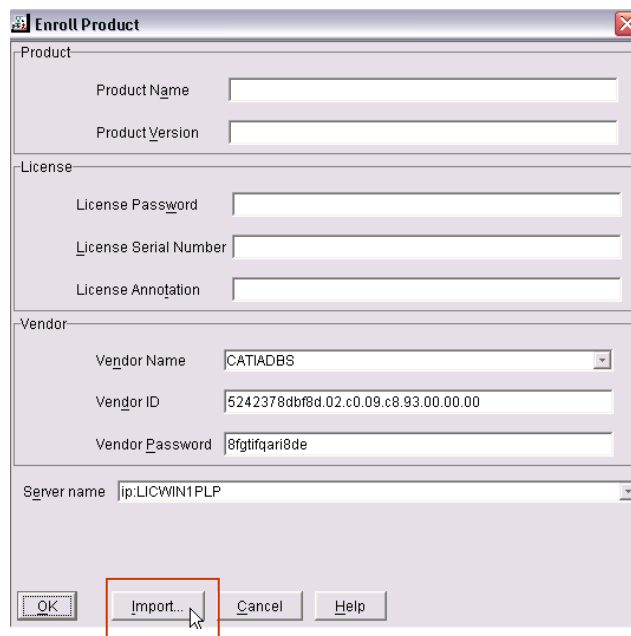 Enroll Product
Product
Product Name
Product Version
License
License Password
License Serial Number
License Annotation
Vendor
Vendor Name CATIADBS
Vendor ID 5242378dbf8d.02.c0.09.c8.93.00.00.00
Vendor Password 8fgtifqari8de
Server name ip:LICWIN1PLP
OK Import... Cancel Help